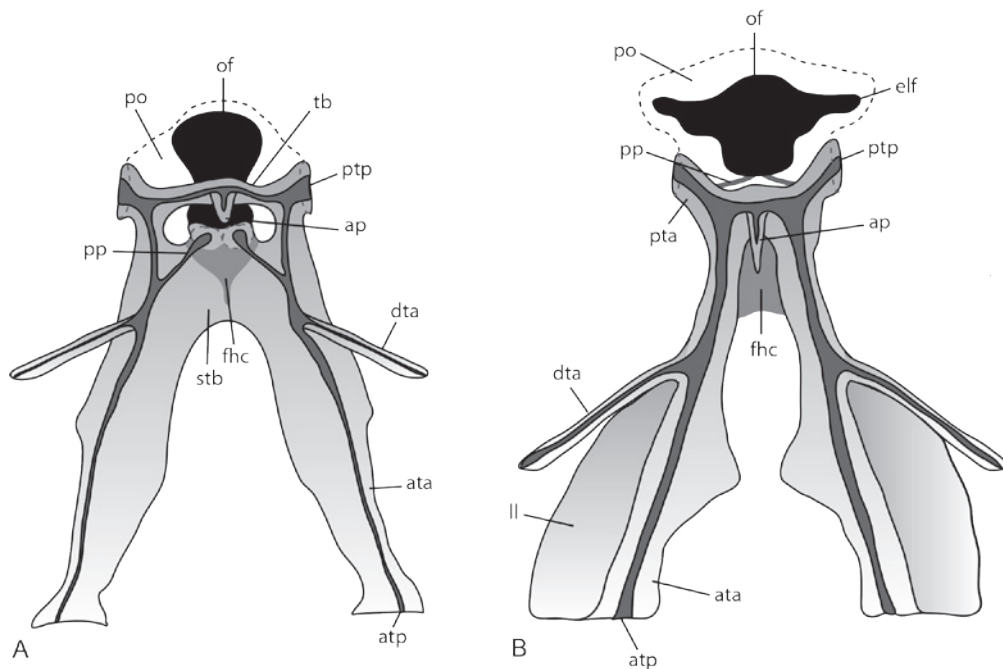 of
po
tb
ptp
ap
pp
dta
fhc
stb
ata
atp
A
of
po
elf
pp
ptp
pta
ap
fhc
dta
ll
ata
atp
B